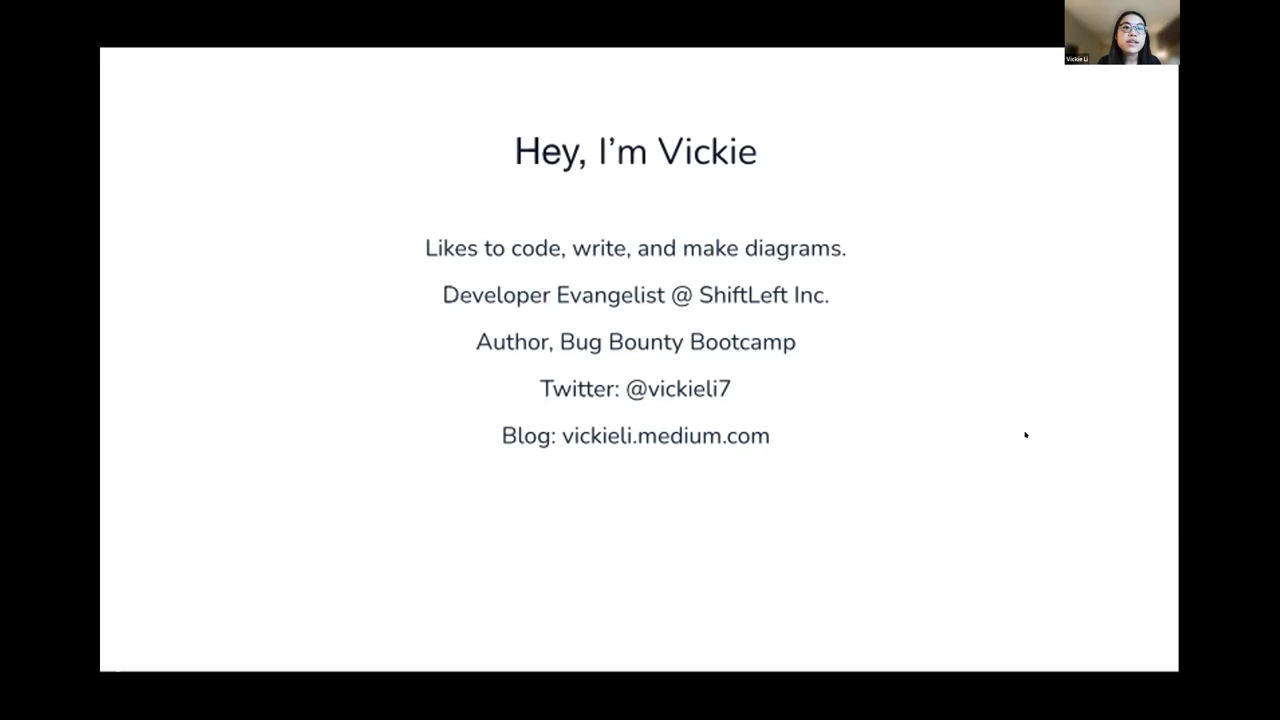 Vickie Li
Hey, I'm Vickie
Likes to code, write, and make diagrams.
Developer Evangelist @ ShiftLeft Inc.
Author, Bug Bounty Bootcamp
Twitter: @vickieli7
Blog: vickieli.medium.com